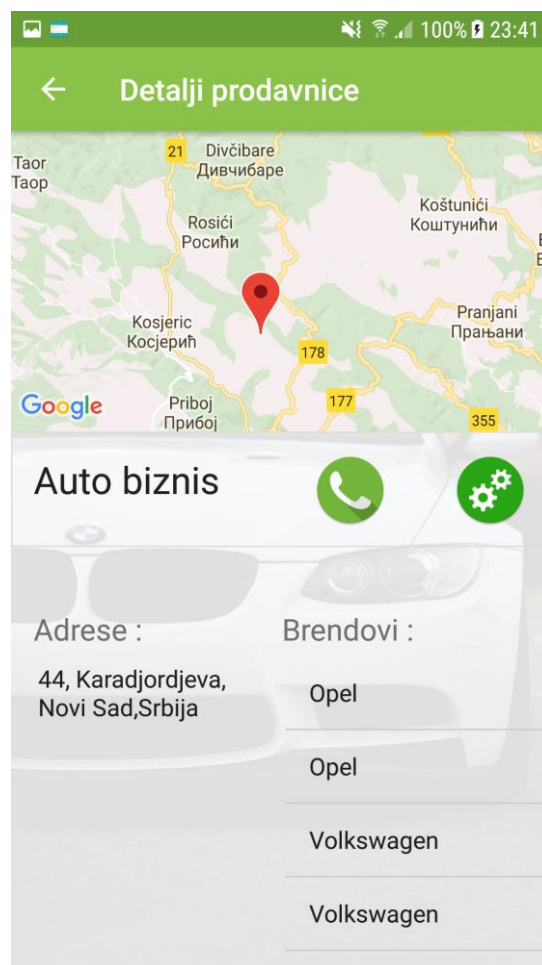 100% 23:41
Detalji prodavnice
Taor
Таор
21
Divčibare
Дивчибаре
Rosići
Росићи
Koštunići
Коштунићи
Kosjeric
Косјерић
Pranjani
Прањани
178
Google
Priboj
Прибој
177
355
Auto biznis
Adrese :
Brendovi :
44, Karadjordjeva,
Novi Sad,Srbija
Opel
Opel
Volkswagen
Volkswagen